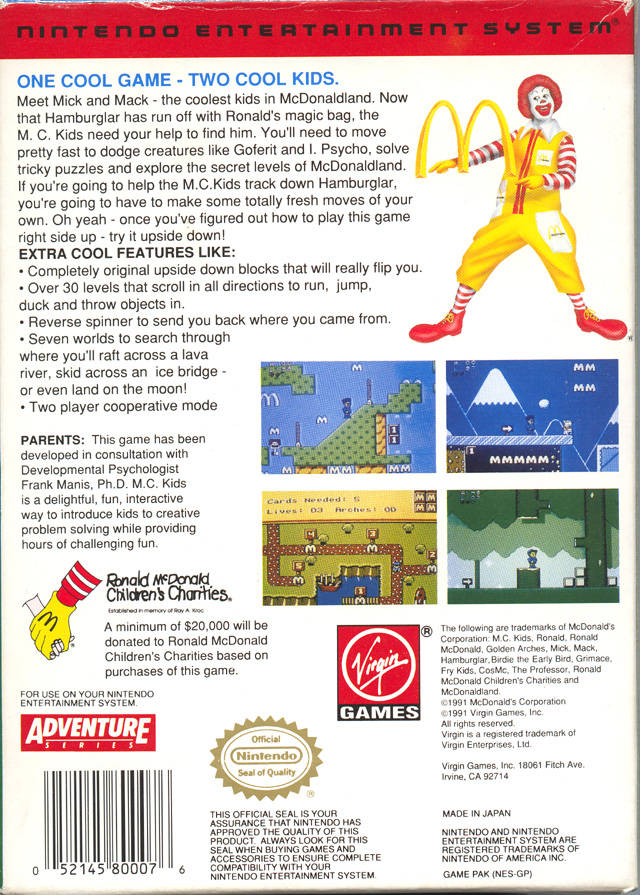 NINTENDO ENTERTAINMENT SYSTEM®
ONE COOL GAME - TWO COOL KIDS.
Meet Mick and Mack - the coolest kids in McDonaldland. Now
that Hamburglar has run off with Ronald's magic bag, the
M. C. Kids need your help to find him. You'll need to move
pretty fast to dodge creatures like Goferit and I. Psycho, solve
tricky puzzles and explore the secret levels of McDonaldland.
If you're going to help the M.C.Kids track down Hamburglar,
you're going to have to make some totally fresh moves of your
own. Oh yeah - once you've figured out how to play this game
right side up - try it upside down!
EXTRA COOL FEATURES LIKE:
• Completely original upside down blocks that will really flip you.
• Over 30 levels that scroll in all directions to run, jump,
duck and throw objects in.
• Reverse spinner to send you back where you came from.
• Seven worlds to search through
where you'll raft across a lava
river, skid across an ice bridge -
or even land on the moon!
• Two player cooperative mode
PARENTS: This game has been
developed in consultation with
Developmental Psychologist
Frank Manis, Ph.D. M.C. Kids
is a delightful, fun, interactive
way to introduce kids to creative
problem solving while providing
hours of challenging fun.
Cards Needed: 5
Lives: 03 Arches: 00
Ronald McDonald
Children's Charities®
Established in memory of Ray A. Kroc
A minimum of $20,000 will be
donated to Ronald McDonald
Children's Charities based on
purchases of this game.
FOR USE ON YOUR NINTENDO
ENTERTAINMENT SYSTEM.
ADVENTURE
SERIES
0 52145 80007 6
Official
Nintendo
Seal of Quality
®
THIS OFFICIAL SEAL IS YOUR
ASSURANCE THAT NINTENDO HAS
APPROVED THE QUALITY OF THIS
PRODUCT. ALWAYS LOOK FOR THIS
SEAL WHEN BUYING GAMES AND
ACCESSORIES TO ENSURE COMPLETE
COMPATIBILITY WITH YOUR
NINTENDO ENTERTAINMENT SYSTEM.
Virgin
GAMES
®
The following are trademarks of McDonald's
Corporation: M.C. Kids, Ronald, Ronald
McDonald, Golden Arches, Mick, Mack,
Hamburglar, Birdie the Early Bird, Grimace,
Fry Kids, CosMc, The Professor, Ronald
McDonald Children's Charities and
McDonaldland.
©1991 McDonald's Corporation
©1991 Virgin Games, Inc.
All rights reserved.
Virgin is a registered trademark of
Virgin Enterprises, Ltd.
Virgin Games, Inc. 18061 Fitch Ave.
Irvine, CA 92714
MADE IN JAPAN
NINTENDO AND NINTENDO
ENTERTAINMENT SYSTEM ARE
REGISTERED TRADEMARKS OF
NINTENDO OF AMERICA INC.
GAME PAK (NES-GP)